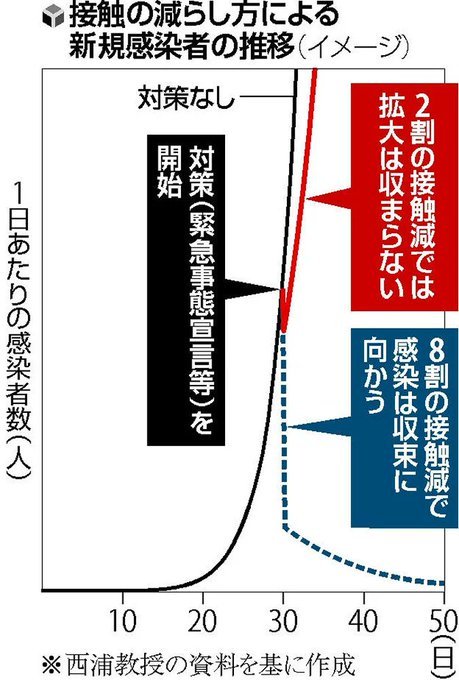 接触の減らし方による
新規感染者の推移(イメージ)
対策なし
2割の接触減では
拡大は収まらない
対策(緊急事態宣言等)を
開始
8割の接触減で
感染は収束に
向かう
1日あたりの感染者数(人)
10 20 30 40 50
(日)
※西浦教授の資料を基に作成